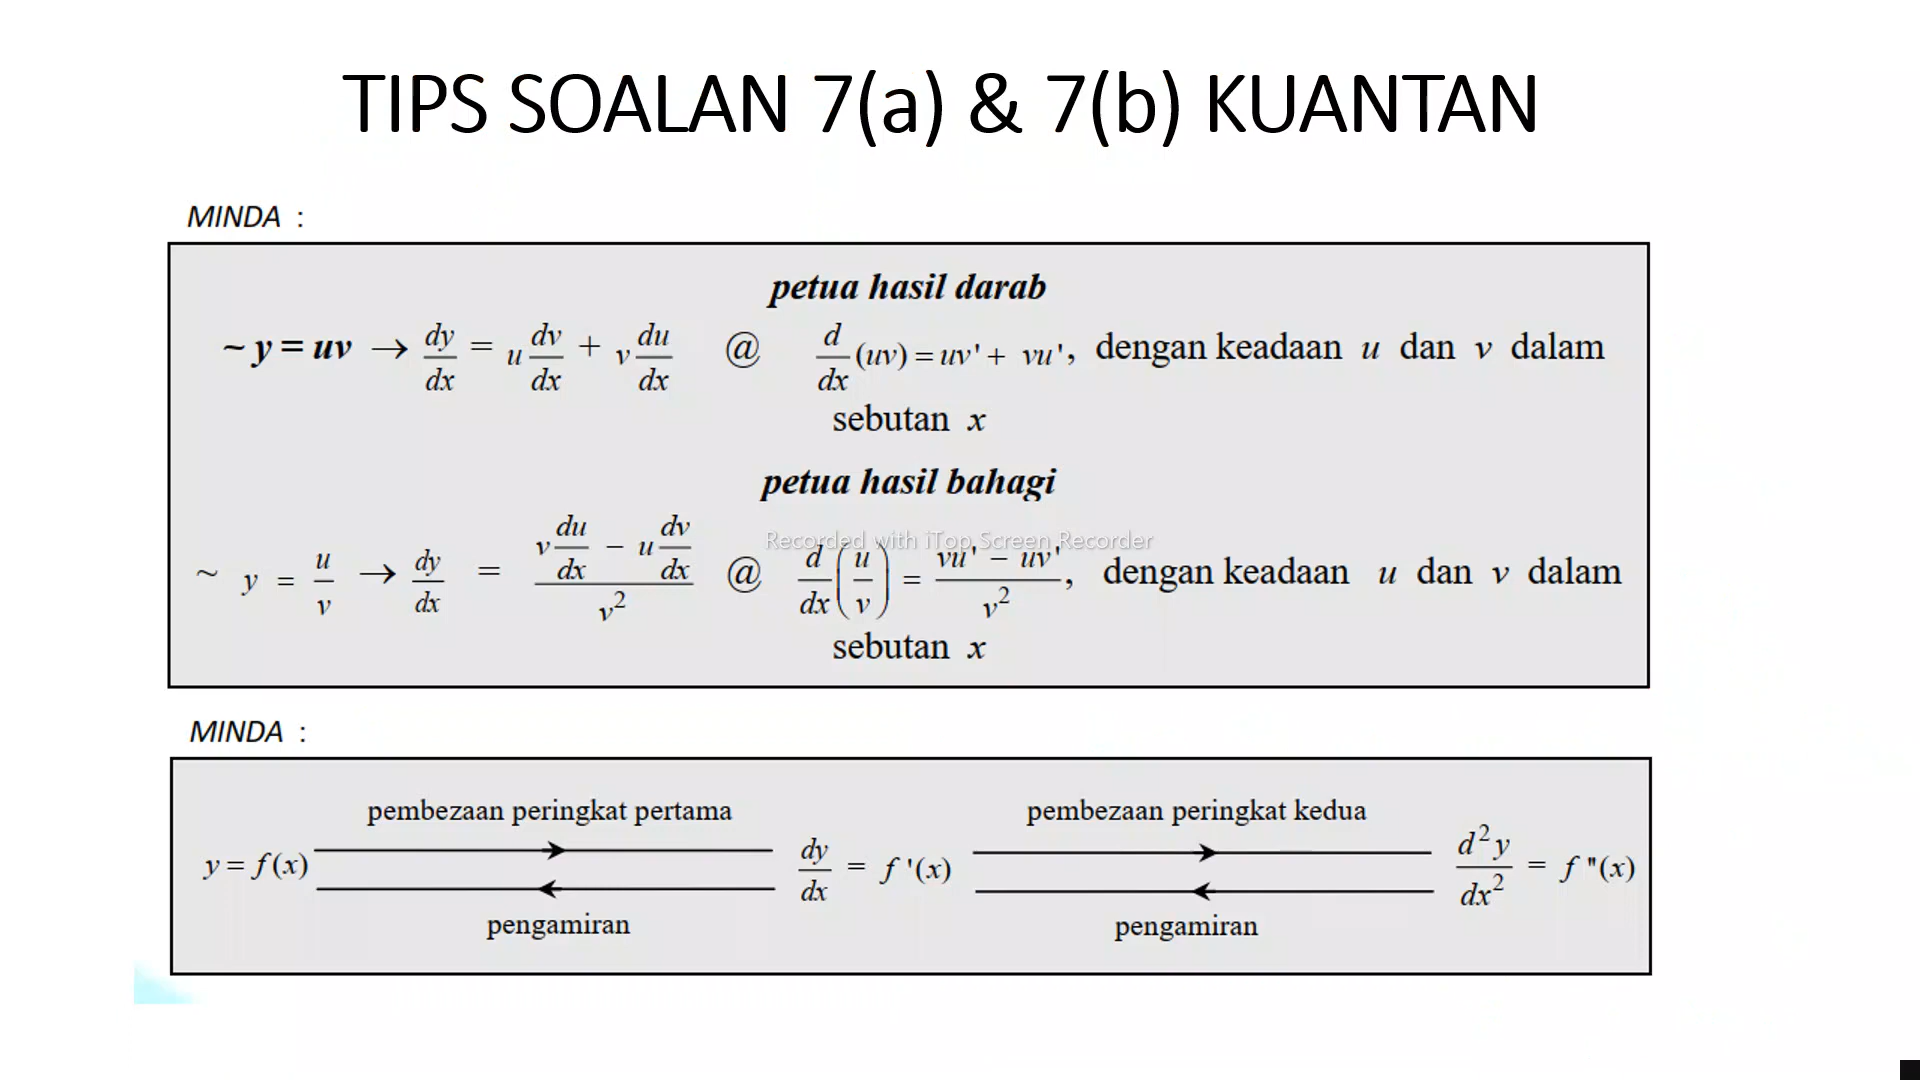 TIPS SOALAN 7(a) & 7(b) KUANTAN
MINDA :
petua hasil darab
~ y = uv → dy/dx = u dv/dx + v du/dx @ d/dx (uv) = uv' + vu', dengan keadaan u dan v dalam
sebutan x
petua hasil bahagi
Recorded with iTop Screen Recorder
~ y = u/v → dy/dx = (v du/dx − u dv/dx)/v² @ d/dx (u/v) = (vu' − uv')/v², dengan keadaan u dan v dalam
sebutan x
MINDA :
pembezaan peringkat pertama pembezaan peringkat kedua
y = f(x) dy/dx = f '(x) d²y/dx² = f "(x)
pengamiran pengamiran